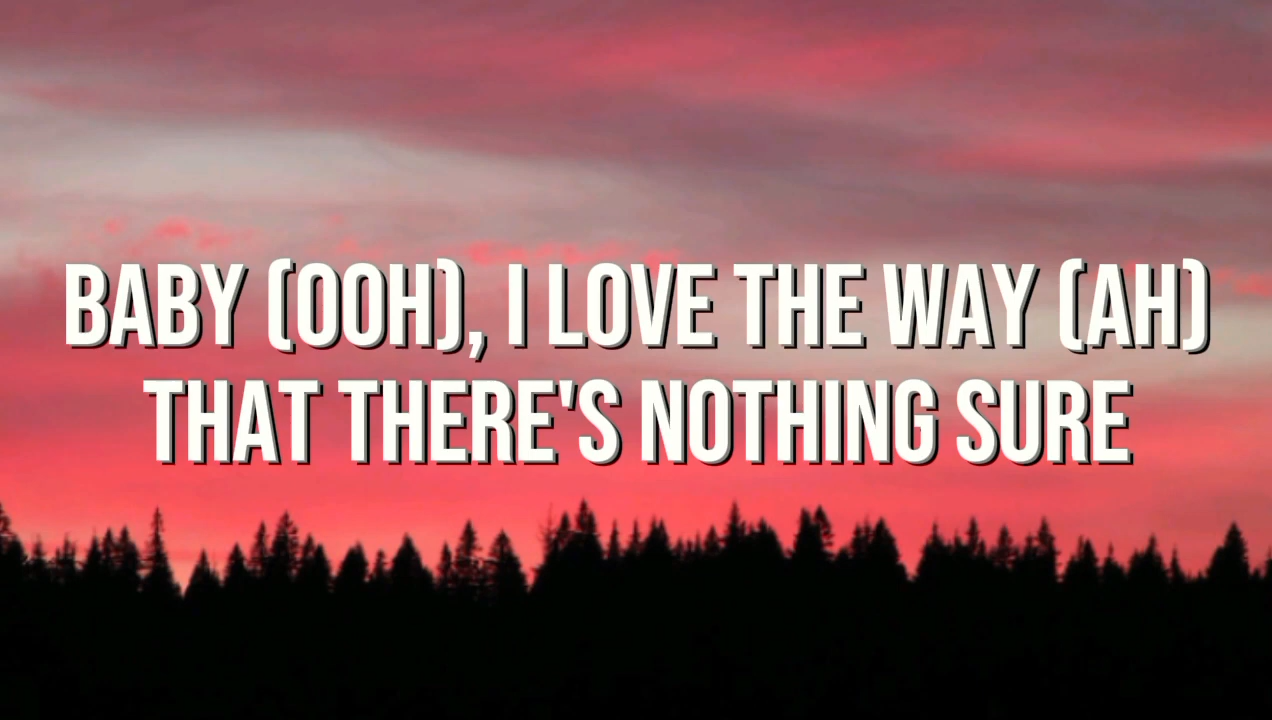 BABY (OOH), I LOVE THE WAY (AH)
THAT THERE'S NOTHING SURE